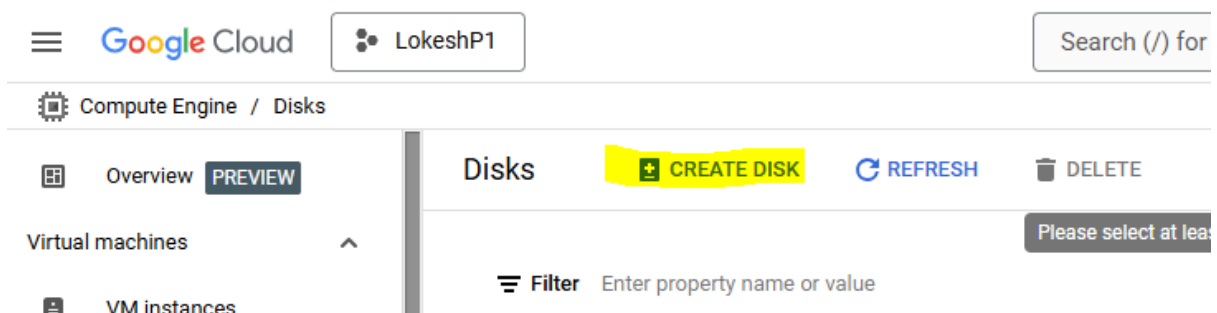 Google Cloud LokeshP1 Search (/) for
Compute Engine / Disks
Overview PREVIEW
Virtual machines
VM instances
Disks CREATE DISK REFRESH DELETE
Please select at leas
Filter Enter property name or value